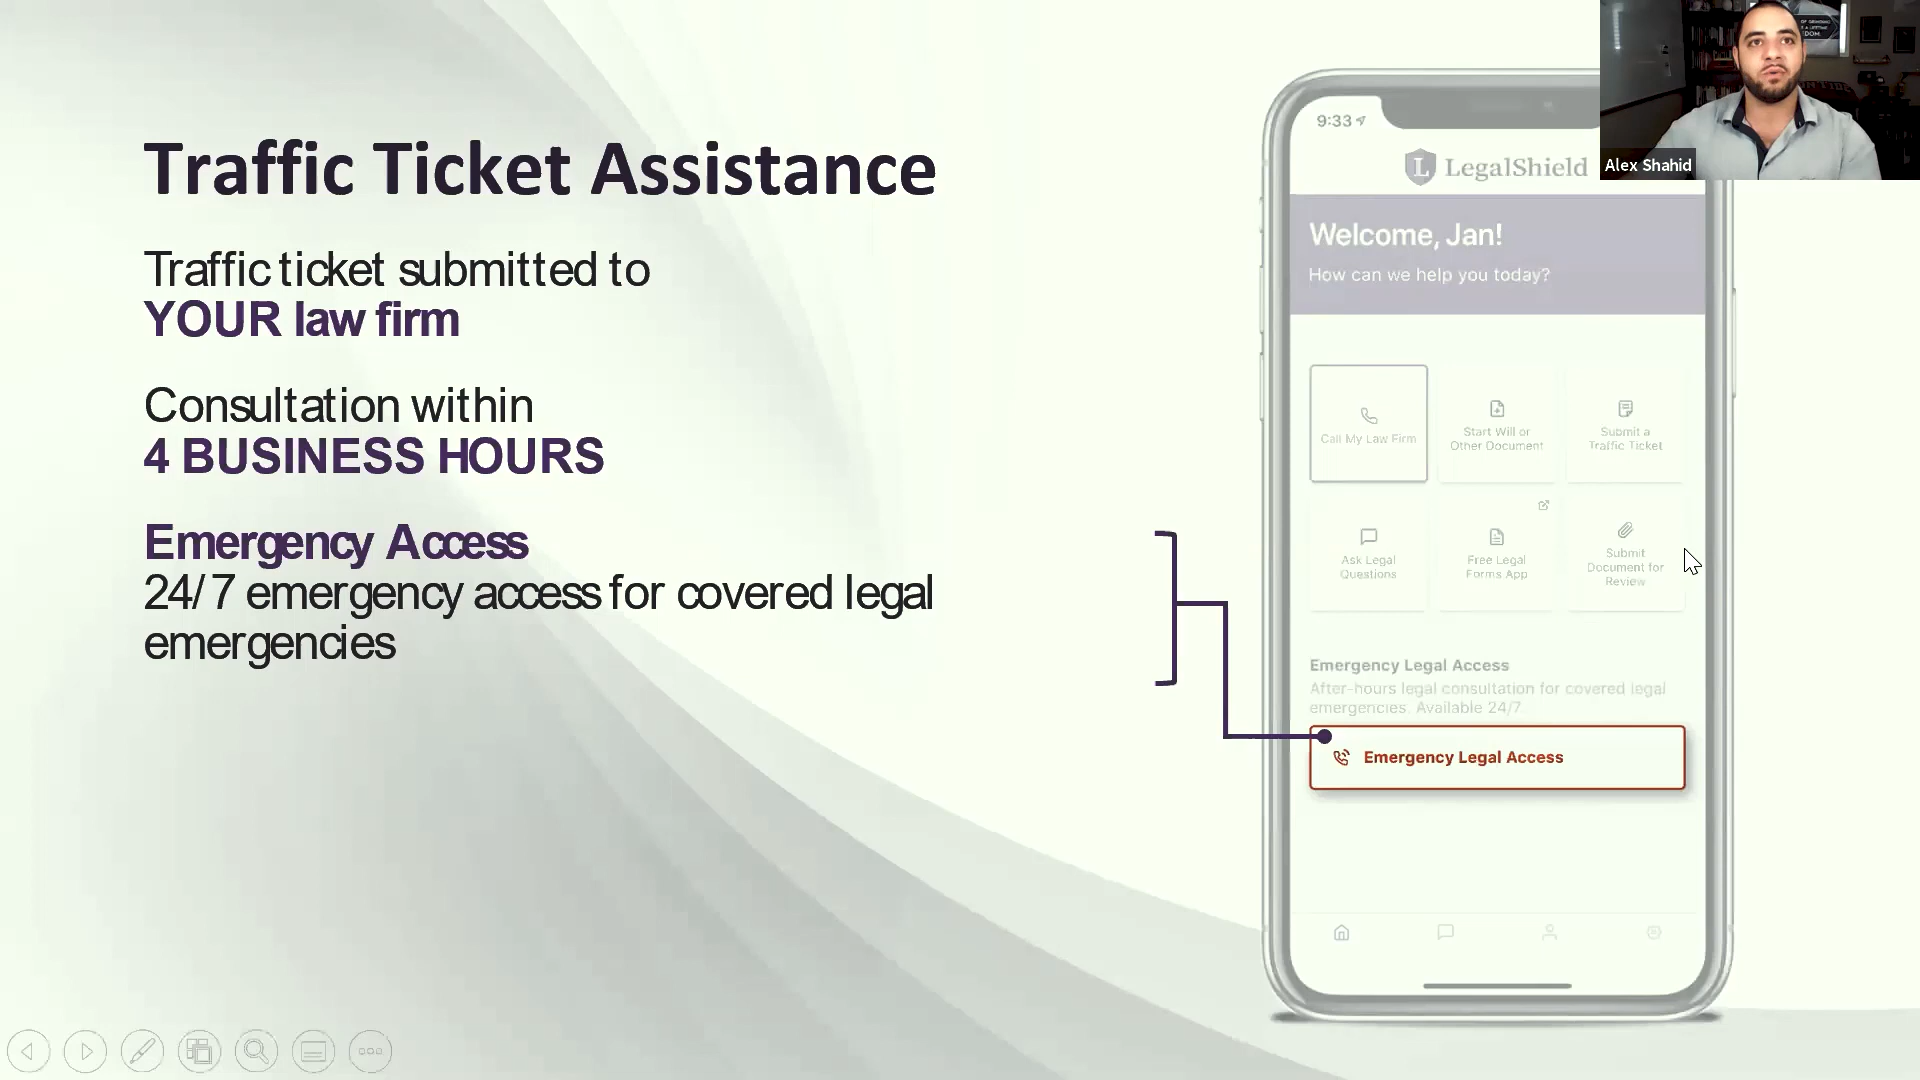 Traffic Ticket Assistance
Traffic ticket submitted to
YOUR law firm
Consultation within
4 BUSINESS HOURS
Emergency Access
24/7 emergency access for covered legal
emergencies
9:33
LegalShield
Welcome, Jan!
How can we help you today?
Call My Law Firm
Start Will or
Other Document
Submit a
Traffic Ticket
Ask Legal
Questions
Free Legal
Forms App
Submit
Document for
Review
Emergency Legal Access
After-hours legal consultation for covered legal
emergencies. Available 24/7.
Emergency Legal Access
Alex Shahid